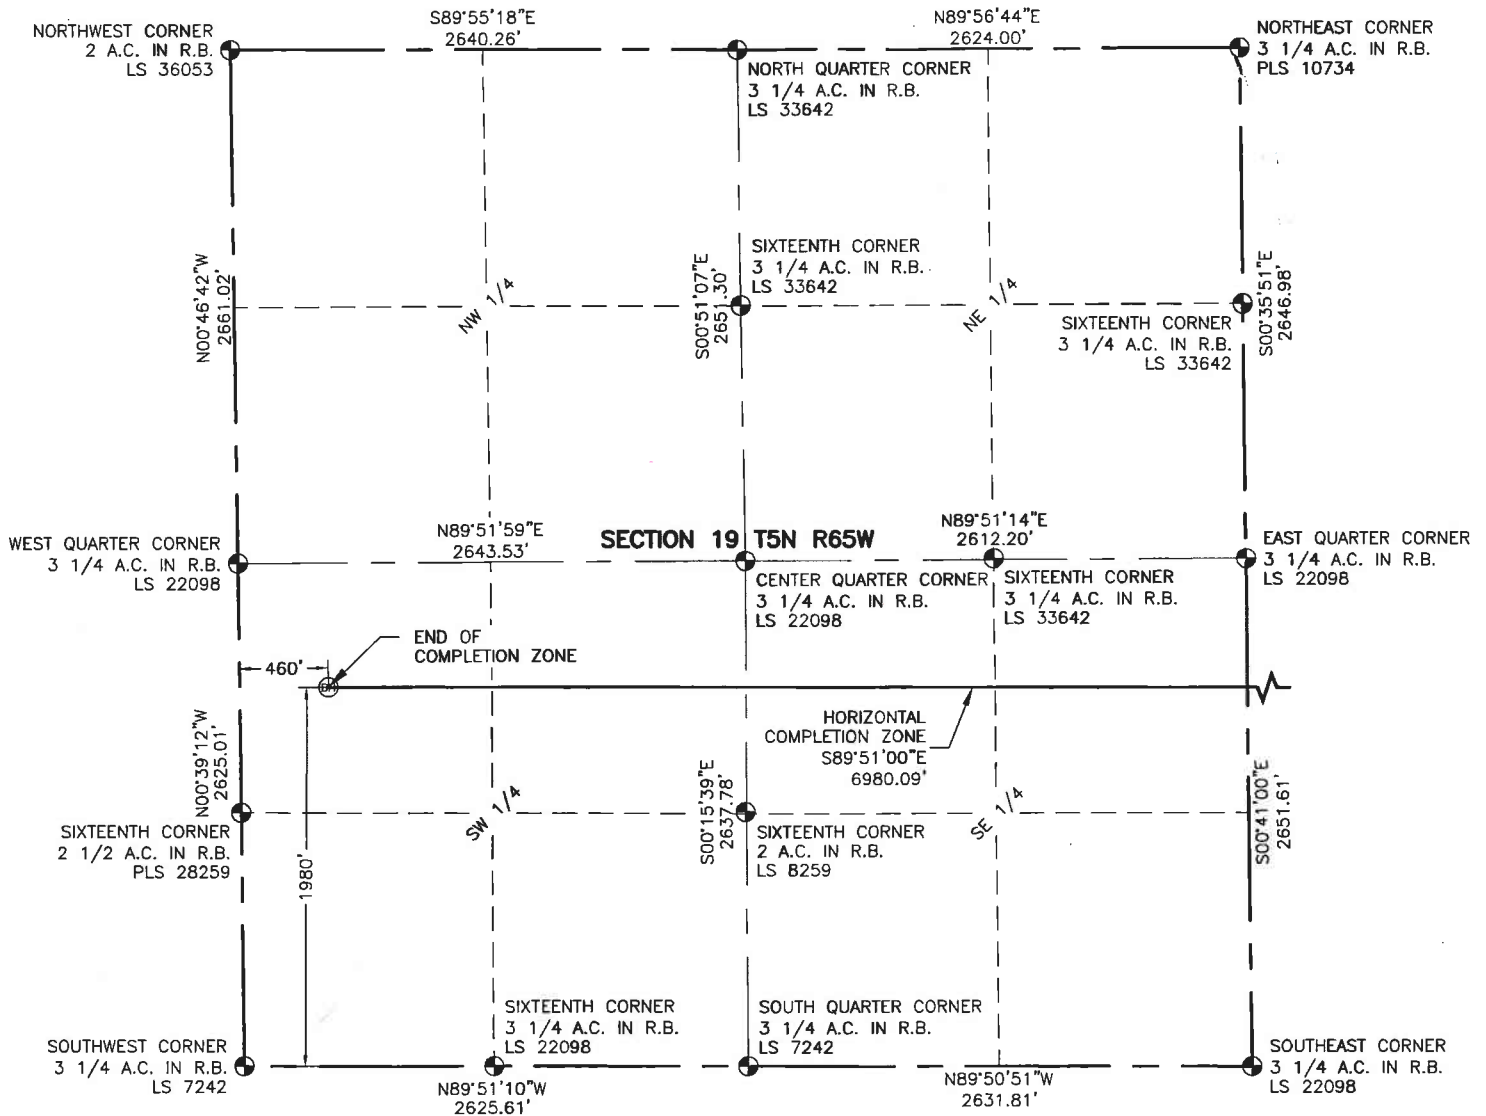 NORTHWEST CORNER
2 A.C. IN R.B.
LS 36053
S89°55'18"E
2640.26'
NORTH QUARTER CORNER
3 1/4 A.C. IN R.B.
LS 33642
N89°56'44"E
2624.00'
NORTHEAST CORNER
3 1/4 A.C. IN R.B.
PLS 10734
N00°46'42"W
2661.02'
NW 1/4
S00°51'07"E
2651.30'
SIXTEENTH CORNER
3 1/4 A.C. IN R.B.
LS 33642
NE 1/4
SIXTEENTH CORNER
3 1/4 A.C. IN R.B.
LS 33642
S00°35'51"E
2646.98'
WEST QUARTER CORNER
3 1/4 A.C. IN R.B.
LS 22098
N89°51'59"E
2643.53'
SECTION 19 T5N R65W
N89°51'14"E
2612.20'
CENTER QUARTER CORNER
3 1/4 A.C. IN R.B.
LS 22098
SIXTEENTH CORNER
3 1/4 A.C. IN R.B.
LS 33642
EAST QUARTER CORNER
3 1/4 A.C. IN R.B.
LS 22098
END OF
COMPLETION ZONE
460'
HORIZONTAL
COMPLETION ZONE
S89°51'00"E
6980.09'
N00°39'12"W
2625.01'
SIXTEENTH CORNER
2 1/2 A.C. IN R.B.
PLS 28259
1980'
SW 1/4
S00°15'39"E
2637.78'
SIXTEENTH CORNER
2 A.C. IN R.B.
LS 8259
SE 1/4
S00°41'00"E
2651.61'
SOUTHWEST CORNER
3 1/4 A.C. IN R.B.
LS 7242
SIXTEENTH CORNER
3 1/4 A.C. IN R.B.
LS 22098
N89°51'10"W
2625.61'
SOUTH QUARTER CORNER
3 1/4 A.C. IN R.B.
LS 7242
N89°50'51"W
2631.81'
SOUTHEAST CORNER
3 1/4 A.C. IN R.B.
LS 22098